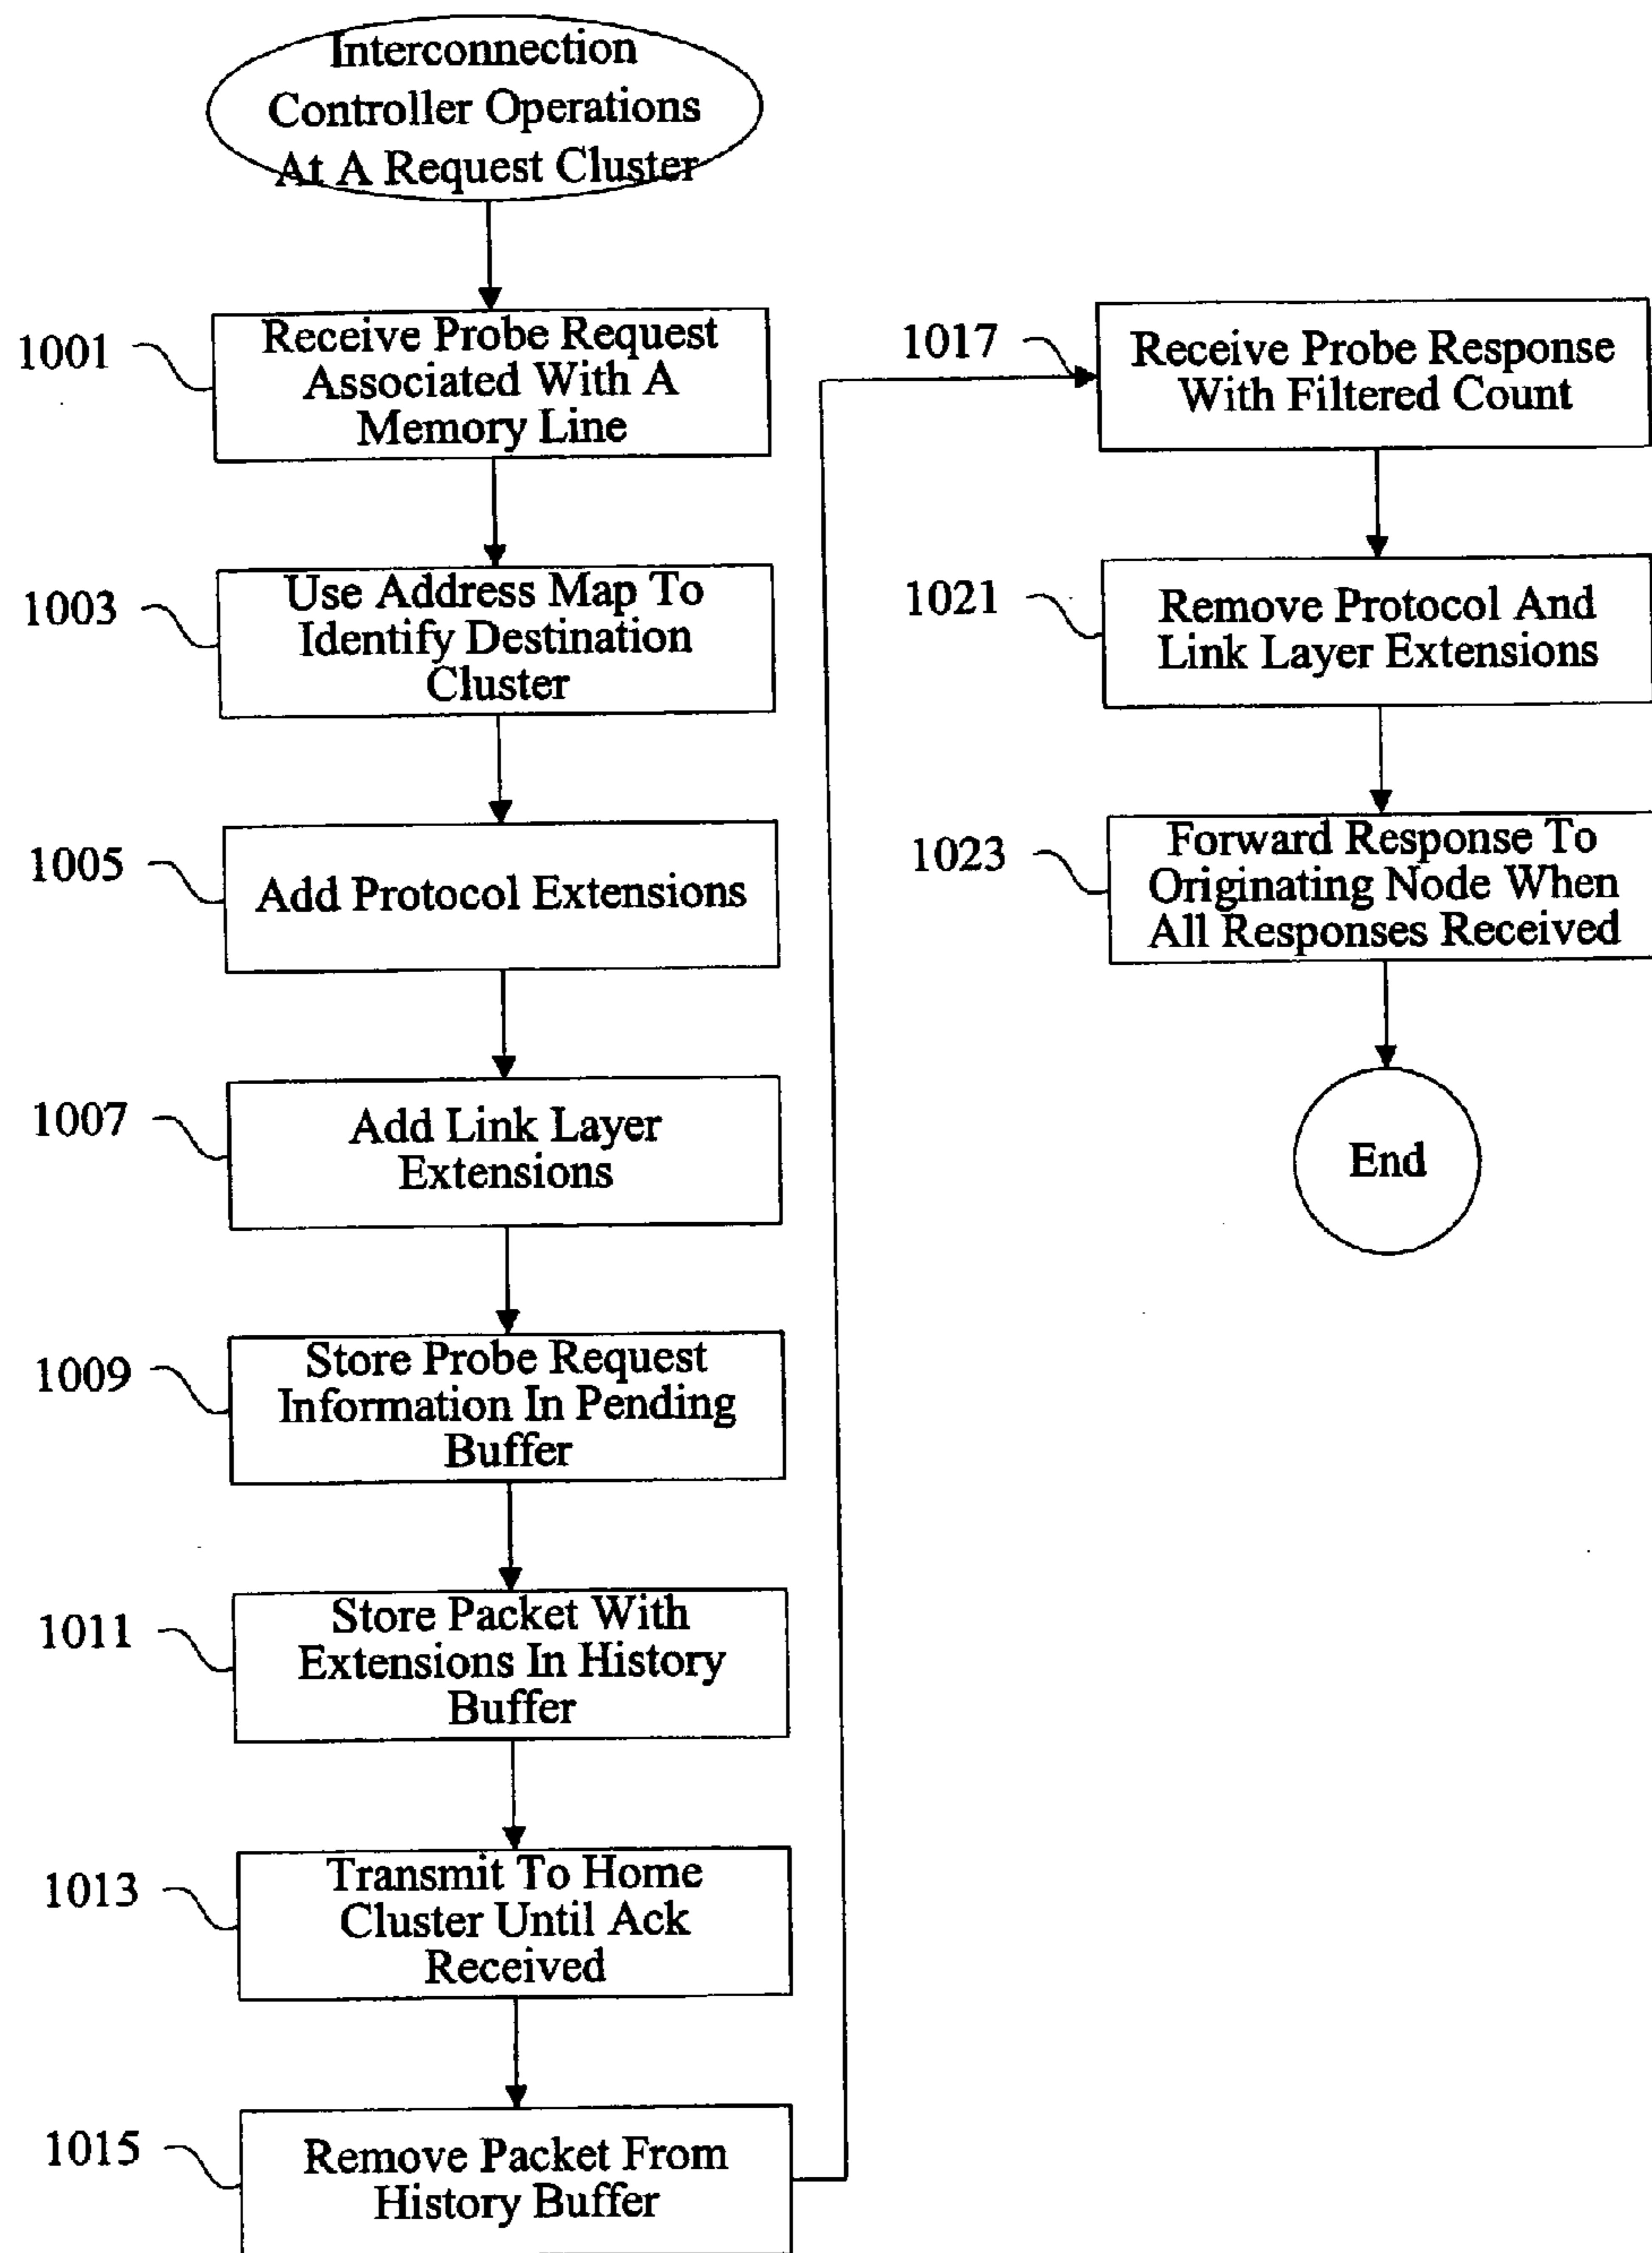 Interconnection
Controller Operations
At A Request Cluster
1001
Receive Probe Request
Associated With A
Memory Line
1003
Use Address Map To
Identify Destination
Cluster
1005
Add Protocol Extensions
1007
Add Link Layer
Extensions
1009
Store Probe Request
Information In Pending
Buffer
1011
Store Packet With
Extensions In History
Buffer
1013
Transmit To Home
Cluster Until Ack
Received
1015
Remove Packet From
History Buffer
1017
Receive Probe Response
With Filtered Count
1021
Remove Protocol And
Link Layer Extensions
1023
Forward Response To
Originating Node When
All Responses Received
End